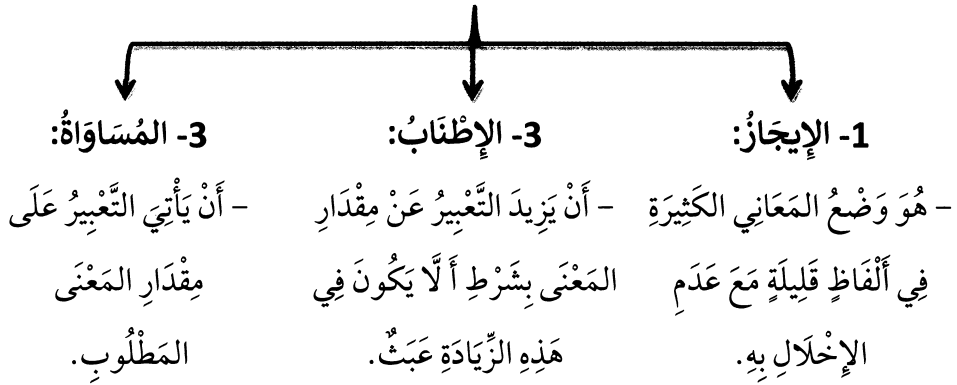 1- الإِيجَازُ:
– هُوَ وَضْعُ المَعَانِي الكَثِيرَةِ
فِي أَلْفَاظٍ قَلِيلَةٍ مَعَ عَدَمِ
الإِخْلَالِ بِهِ.
3- الإِطْنَابُ:
– أَنْ يَزِيدَ التَّعْبِيرُ عَنْ مِقْدَارِ
المَعْنَى بِشَرْطِ أَ لَّا يَكُونَ فِي
هَذِهِ الزِّيَادَةِ عَبَثٌ.
3- المُسَاوَاةُ:
– أَنْ يَأْتِيَ التَّعْبِيرُ عَلَى
مِقْدَارِ المَعْنَى
المَطْلُوبِ.